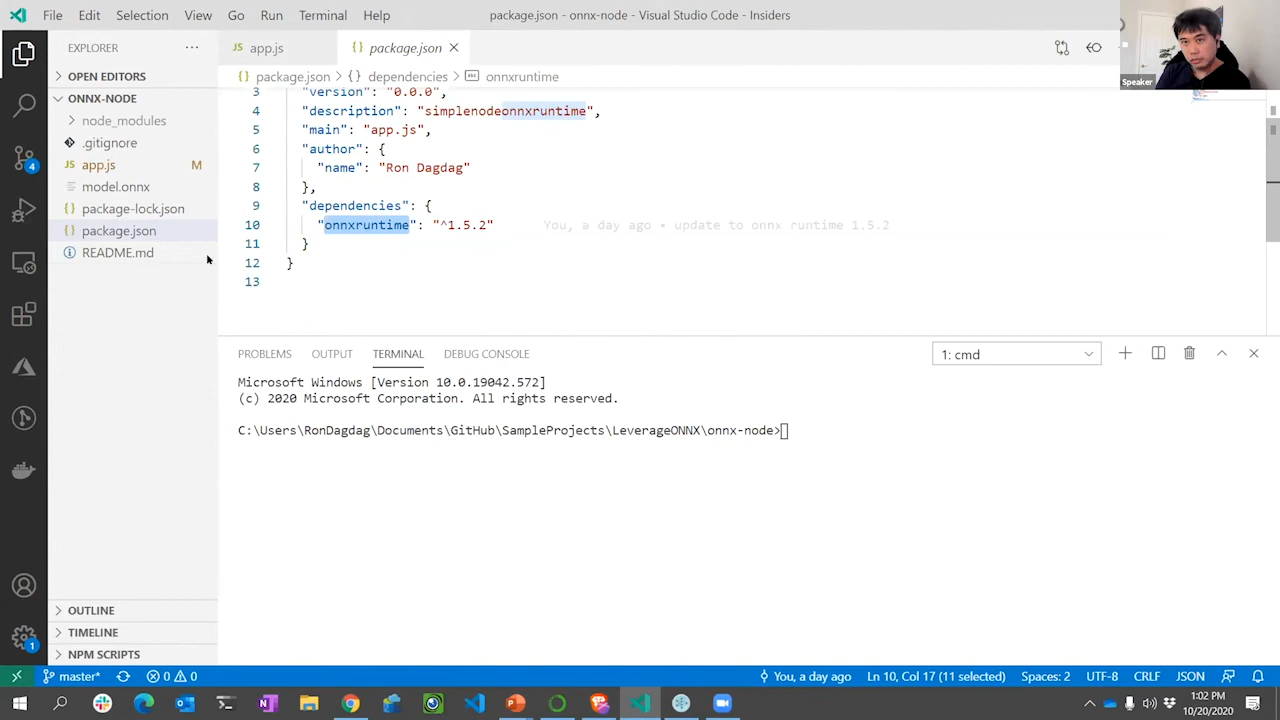 File Edit Selection View Go Run Terminal Help package.json - onnx-node - Visual Studio Code - Insiders
Speaker
EXPLORER ···
{} app.js {} package.json
{} package.json > {} dependencies > abc onnxruntime
OPEN EDITORS
ONNX-NODE
node_modules
.gitignore
app.js M
model.onnx
{} package-lock.json
{} package.json
README.md
OUTLINE
TIMELINE
NPM SCRIPTS
4
1
3 "version": "0.0.0",
4 "description": "simplenodeonnxruntime",
5 "main": "app.js",
6 "author": {
7 "name": "Ron Dagdag"
8 },
9 "dependencies": {
10 "onnxruntime": "^1.5.2" You, a day ago • update to onnx runtime 1.5.2
11 }
12 }
13
PROBLEMS OUTPUT TERMINAL DEBUG CONSOLE 1: cmd
Microsoft Windows [Version 10.0.19042.572]
(c) 2020 Microsoft Corporation. All rights reserved.
C:\Users\RonDagdag\Documents\GitHub\SampleProjects\LeverageONNX\onnx-node>
master* 0 0 You, a day ago Ln 10, Col 17 (11 selected) Spaces: 2 UTF-8 CRLF JSON
1:02 PM
10/20/2020